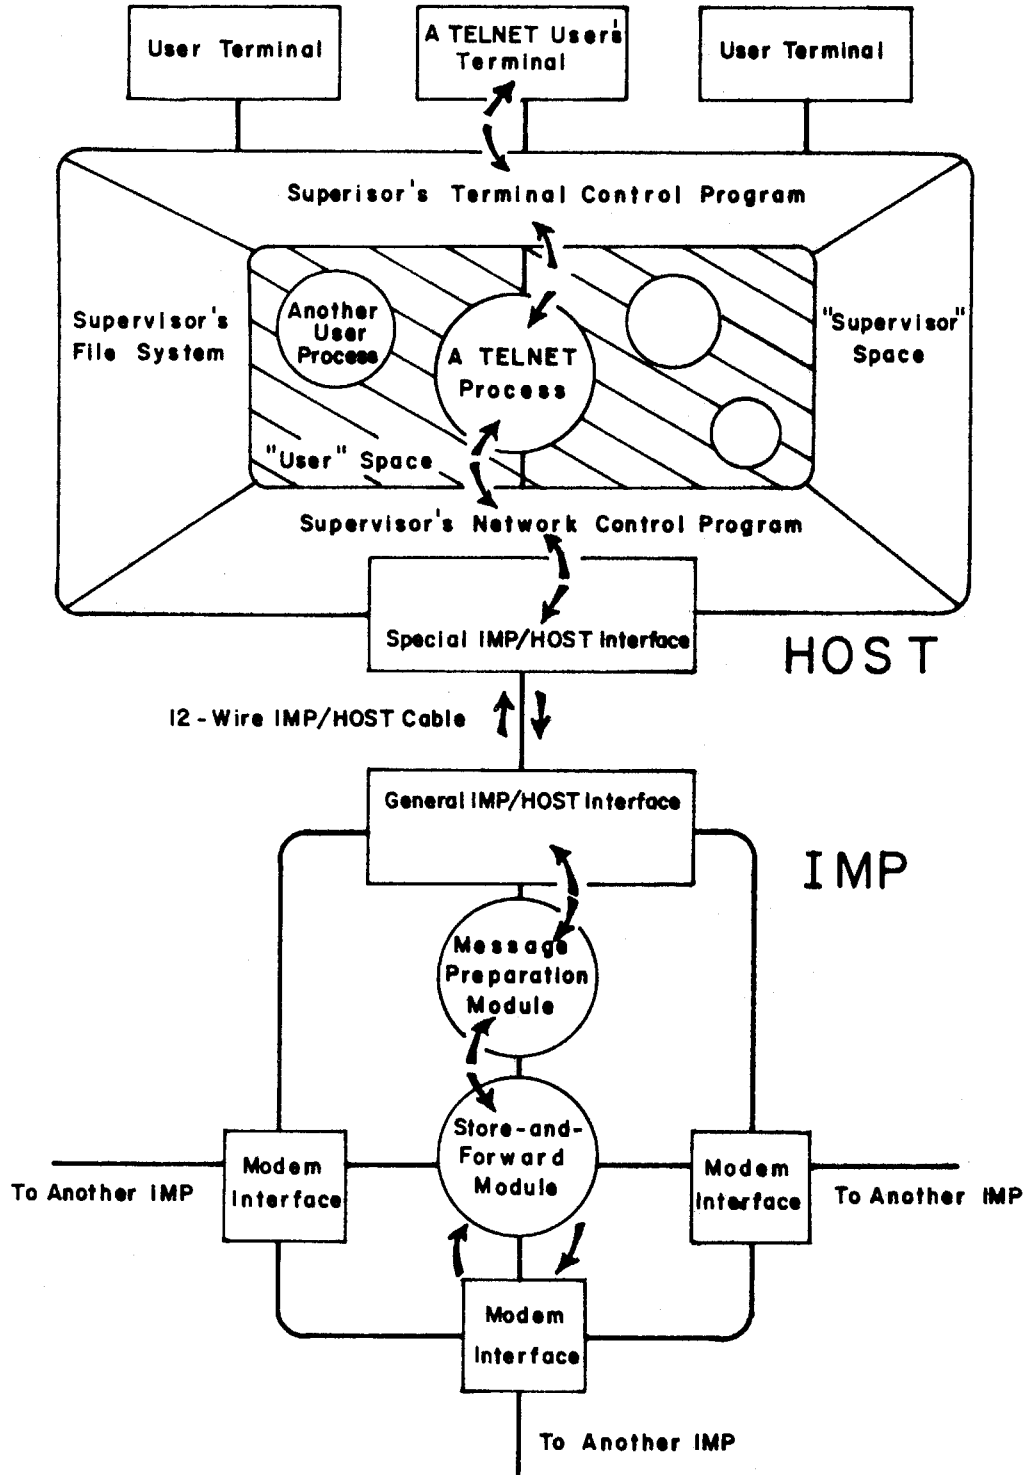 User Terminal
A TELNET User's
Terminal
User Terminal
Superisor's Terminal Control Program
Supervisor's
File System
Another
User
Process
A TELNET
Process
"Supervisor"
Space
"User" Space
Supervisor's Network Control Program
Special IMP/HOST Interface
HOST
12-Wire IMP/HOST Cable
General IMP/HOST Interface
IMP
Message
Preparation
Module
Store-and-
Forward
Module
Modem
Interface
To Another IMP
Modem
Interface
To Another IMP
Modem
Interface
To Another IMP